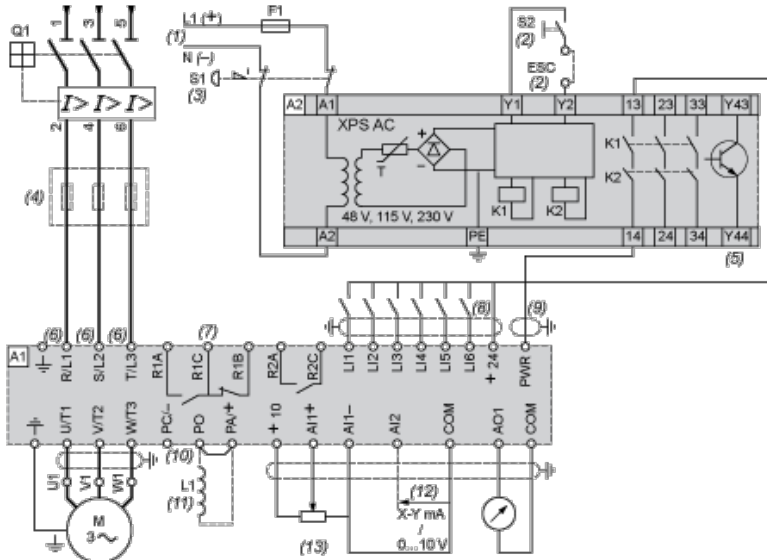 1 3 5
Q1
I> I> I>
2 4 6
(4)
L1 (+)
F1
(1)
N (–)
S1
(3)
S2
(2)
ESC
(2)
A2 A1 Y1 Y2 13 23 33 Y43
XPS AC
+
–
T
K1
K2
K1 K2
48 V, 115 V, 230 V
A2 PE 14 24 34 Y44
(5)
(6) (6) (6) (7) (8) (9)
A1
R/L1 S/L2 T/L3 R1A R1C R1B R2A R2C LI1 LI2 LI3 LI4 LI5 LI6 + 24 PWR
U/T1 V/T2 W/T3 PC/– PO PA/+ + 10 AI1+ AI1– AI2 COM AO1 COM
(10)
U1 V1 W1
L1
(11)
(12)
X-Y mA
/
0...10 V
(13)
M
3~